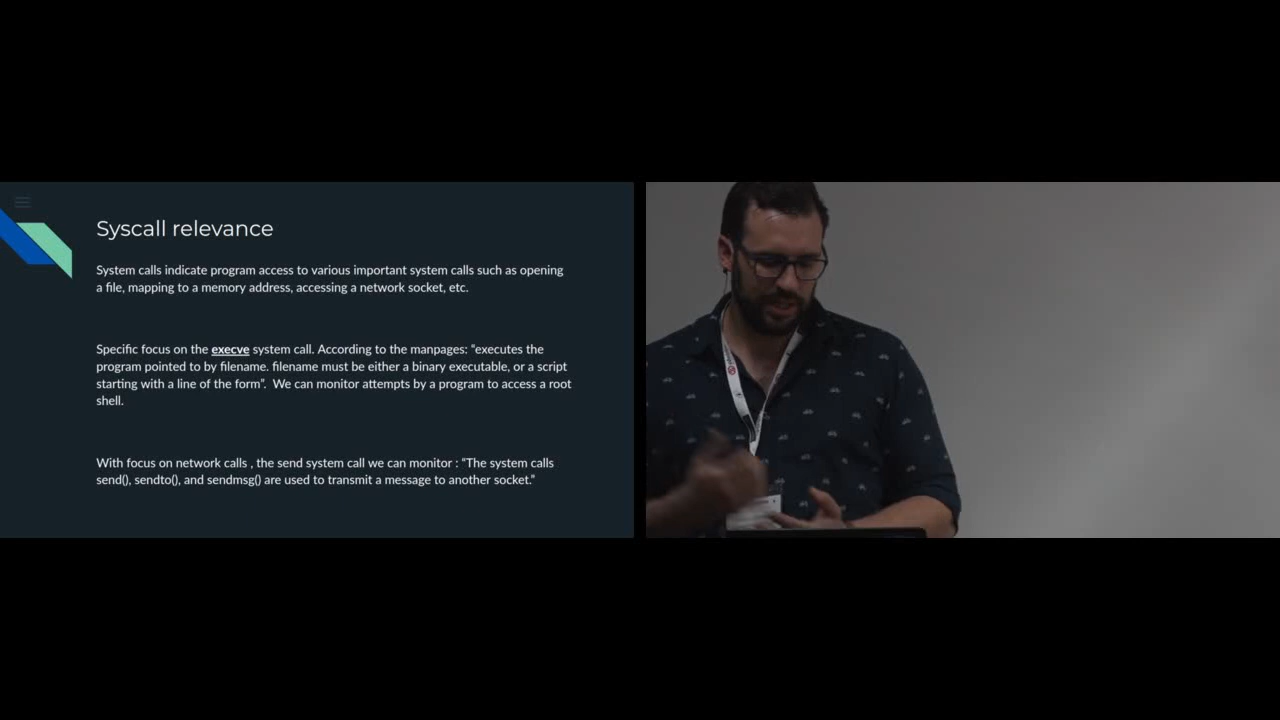 Syscall relevance
System calls indicate program access to various important system calls such as opening
a file, mapping to a memory address, accessing a network socket, etc.
Specific focus on the execve system call. According to the manpages: “executes the
program pointed to by filename. filename must be either a binary executable, or a script
starting with a line of the form”.  We can monitor attempts by a program to access a root
shell.
With focus on network calls , the send system call we can monitor : “The system calls
send(), sendto(), and sendmsg() are used to transmit a message to another socket.”